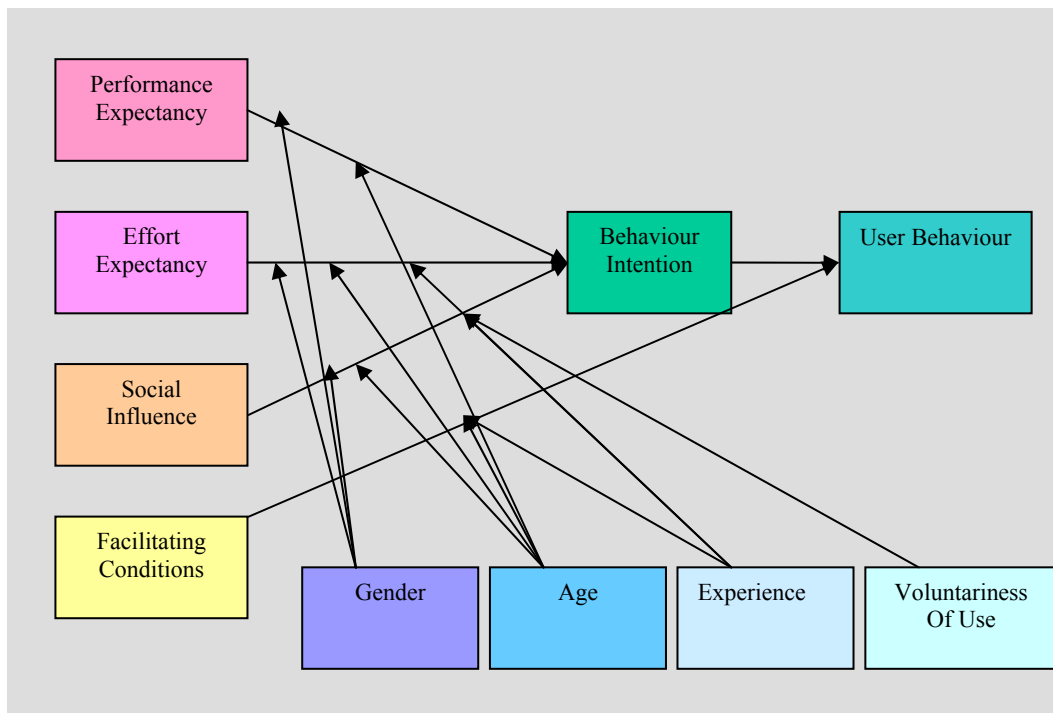 Performance
Expectancy
Effort
Expectancy
Behaviour
Intention
User Behaviour
Social
Influence
Facilitating
Conditions
Gender
Age
Experience
Voluntariness
Of Use